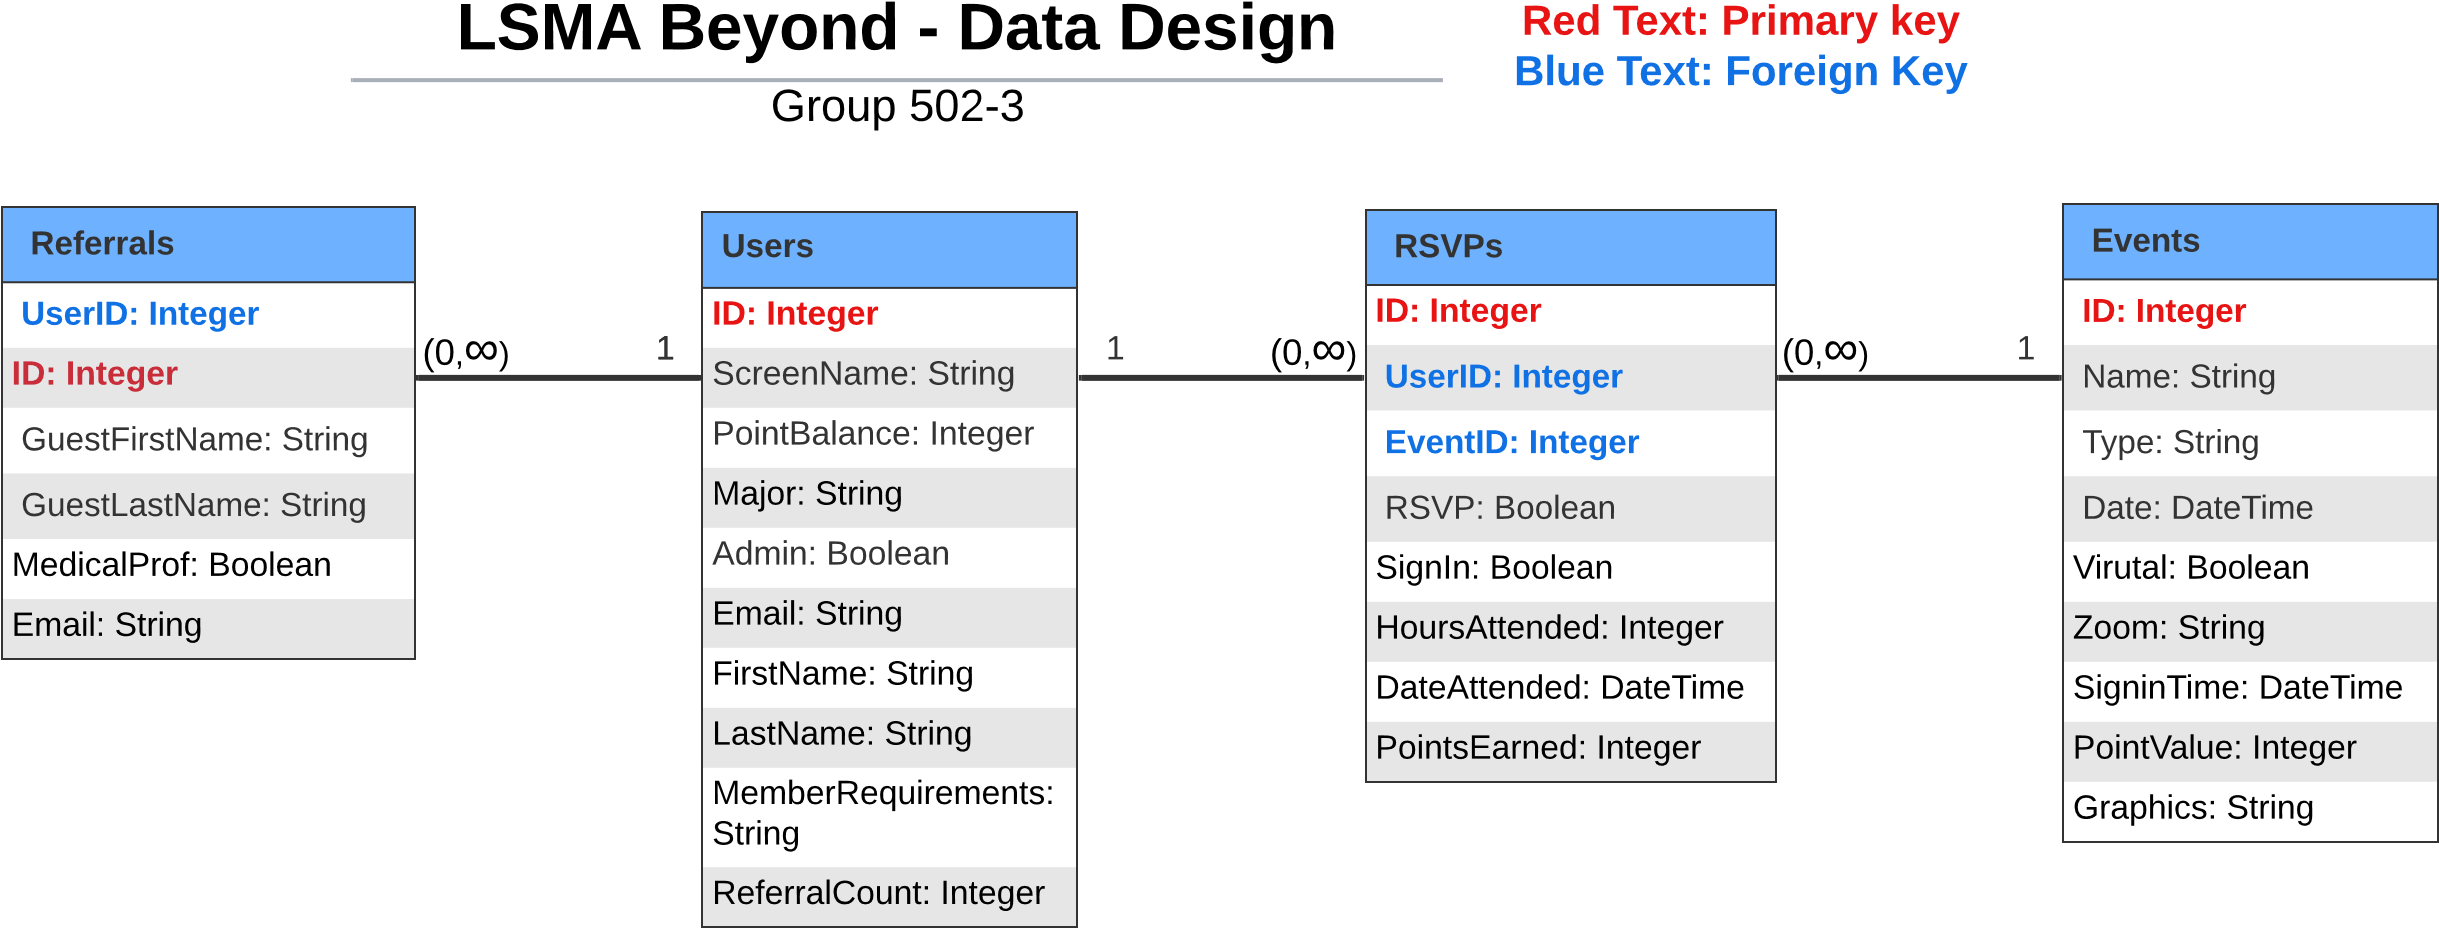 LSMA Beyond - Data Design
Group 502-3
Red Text: Primary key
Blue Text: Foreign Key
Referrals
UserID: Integer
ID: Integer
GuestFirstName: String
GuestLastName: String
MedicalProf: Boolean
Email: String
(0,∞)
1
Users
ID: Integer
ScreenName: String
PointBalance: Integer
Major: String
Admin: Boolean
Email: String
FirstName: String
LastName: String
MemberRequirements:
String
ReferralCount: Integer
1
(0,∞)
RSVPs
ID: Integer
UserID: Integer
EventID: Integer
RSVP: Boolean
SignIn: Boolean
HoursAttended: Integer
DateAttended: DateTime
PointsEarned: Integer
(0,∞)
1
Events
ID: Integer
Name: String
Type: String
Date: DateTime
Virutal: Boolean
Zoom: String
SigninTime: DateTime
PointValue: Integer
Graphics: String